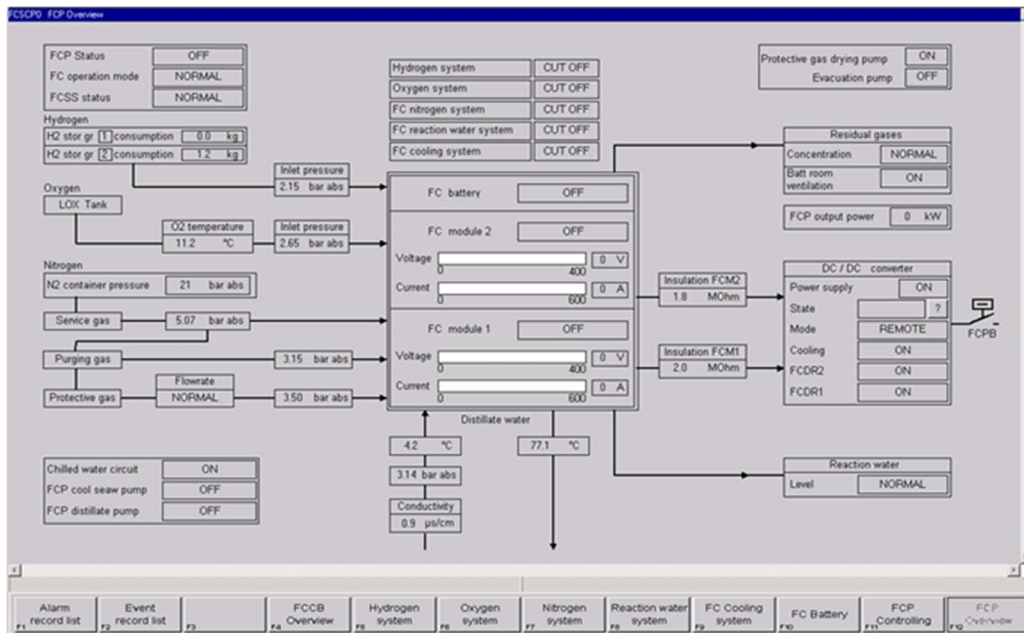 FCSCP0 FCP Overview
FCP Status OFF
FC operation mode NORMAL
FCSS status NORMAL
Hydrogen
H2 stor gr 1 consumption 0.0 kg
H2 stor gr 2 consumption 1.2 kg
Hydrogen system CUT OFF
Oxygen system CUT OFF
FC nitrogen system CUT OFF
FC reaction water system CUT OFF
FC cooling system CUT OFF
Protective gas drying pump ON
Evacuation pump OFF
Residual gases
Concentration NORMAL
Batt room
ventilation ON
FCP output power 0 kW
Inlet pressure
2.15 bar abs
Oxygen
LOX Tank
O2 temperature
11.2 °C
Inlet pressure
2.65 bar abs
Nitrogen
N2 container pressure 21 bar abs
Service gas 5.07 bar abs
Purging gas 3.15 bar abs
Flowrate
Protective gas NORMAL 3.50 bar abs
FC battery OFF
FC module 2 OFF
Voltage 0 V
0 400
Current 0 A
0 600
FC module 1 OFF
Voltage 0 V
0 400
Current 0 A
0 600
Insulation FCM2
1.8 MOhm
Insulation FCM1
2.0 MOhm
DC / DC converter
Power supply ON
State ?
Mode REMOTE
Cooling ON
FCDR2 ON
FCDR1 ON
FCPB
Distillate water
4.2 °C
77.1 °C
3.14 bar abs
Conductivity
0.9 µs/cm
Chilled water circuit ON
FCP cool seaw pump OFF
FCP distillate pump OFF
Reaction water
Level NORMAL
Alarm
F1 record list
Event
F2 record list
F3
FCCB
F4 Overview
Hydrogen
F5 system
Oxygen
F6 system
Nitrogen
F7 system
Reaction water
F8 system
FC Cooling
F9 system
F10 FC Battery
FCP
F11 Controlling
FCP
F12 Overview